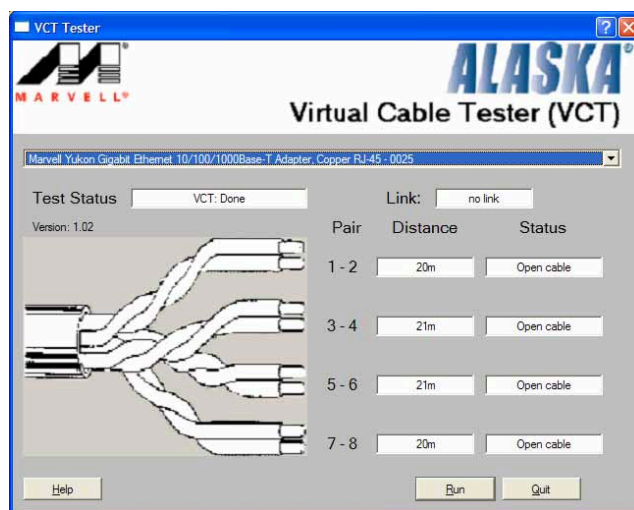 VCT Tester
MARVELL®
ALASKA®
Virtual Cable Tester (VCT)
Marvell Yukon Gigabit Ethernet 10/100/1000Base-T Adapter, Copper RJ-45 - 0025
Test Status VCT: Done Link: no link
Version: 1.02
Pair Distance Status
1 - 2 20m Open cable
3 - 4 21m Open cable
5 - 6 21m Open cable
7 - 8 20m Open cable
Help Run Quit